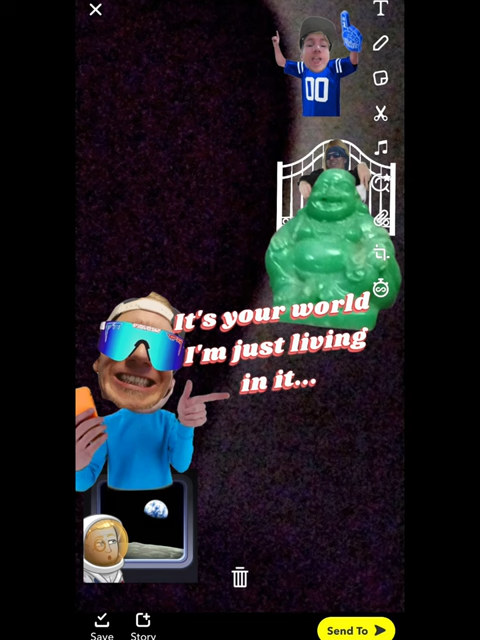 00
It's your world
I'm just living
in it...
Save
Story
Send To